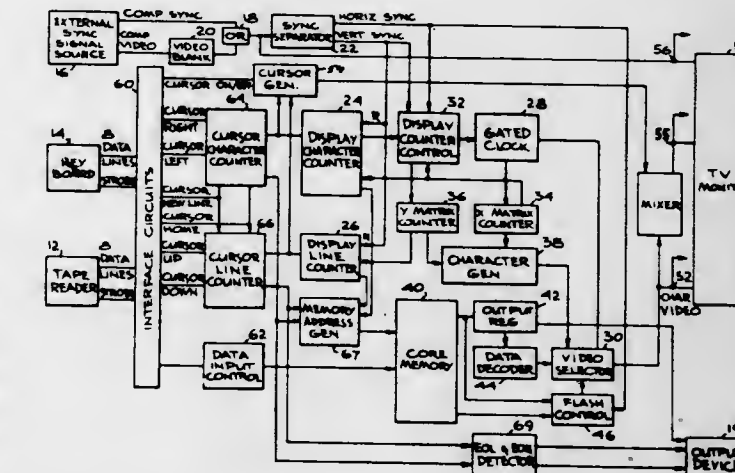 COMP SYNC
EXTERNAL
SYNC
SIGNAL
SOURCE
16
COMP
VIDEO
20
VIDEO
BLANK
18
OR
SYNC
SEPARATOR
22
HORIZ SYNC
VERT SYNC
56
60
CURSOR ON/OFF
CURSOR
GEN.
64
CURSOR
RIGHT
CURSOR
LEFT
CURSOR
NEW LINE
CURSOR
HOME
CURSOR
UP
CURSOR
DOWN
CURSOR
CHARACTER
COUNTER
24
DISPLAY
CHARACTER
COUNTER
R
32
DISPLAY
COUNTER
CONTROL
28
GATED
CLOCK
55
TV
14
KEY
BOARD
8
DATA
LINES
STROBE
INTERFACE CIRCUITS
36
Y MATRIX
COUNTER
34
X MATRIX
COUNTER
MIXER
12
TAPE
READER
8
DATA
LINES
STROBE
66
CURSOR
LINE
COUNTER
26
DISPLAY
LINE
COUNTER
38
CHARACTER
GEN
52
CHAR
VIDEO
MEMORY
ADDRESS
GEN
67
40
CORE
MEMORY
42
OUTPUT
REG
DATA
DECODER
44
30
VIDEO
SELECTOR
62
DATA
INPUT
CONTROL
FLASH
CONTROL
46
69
EOL & EOM
DETECTOR
OUTPUT